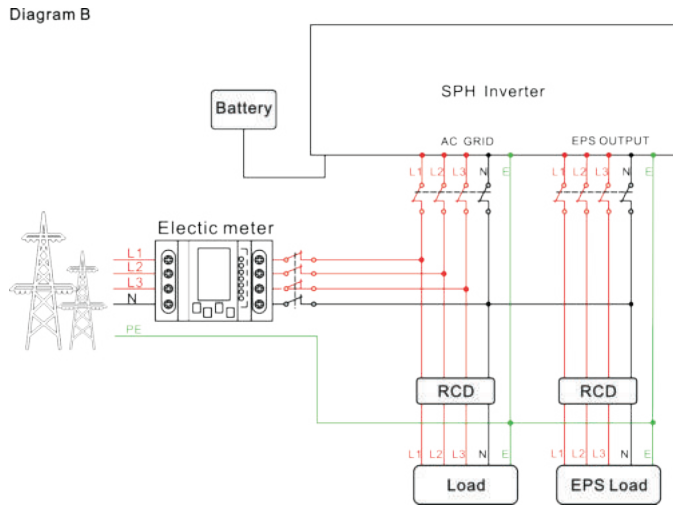 Diagram B
SPH Inverter
Battery
AC GRID
EPS OUTPUT
L1 L2 L3 N E
L1 L2 L3 N E
Electic meter
L1
L2
L3
N
PE
RCD
RCD
L1 L2 L3 N E
L1 L2 L3 N E
Load
EPS Load